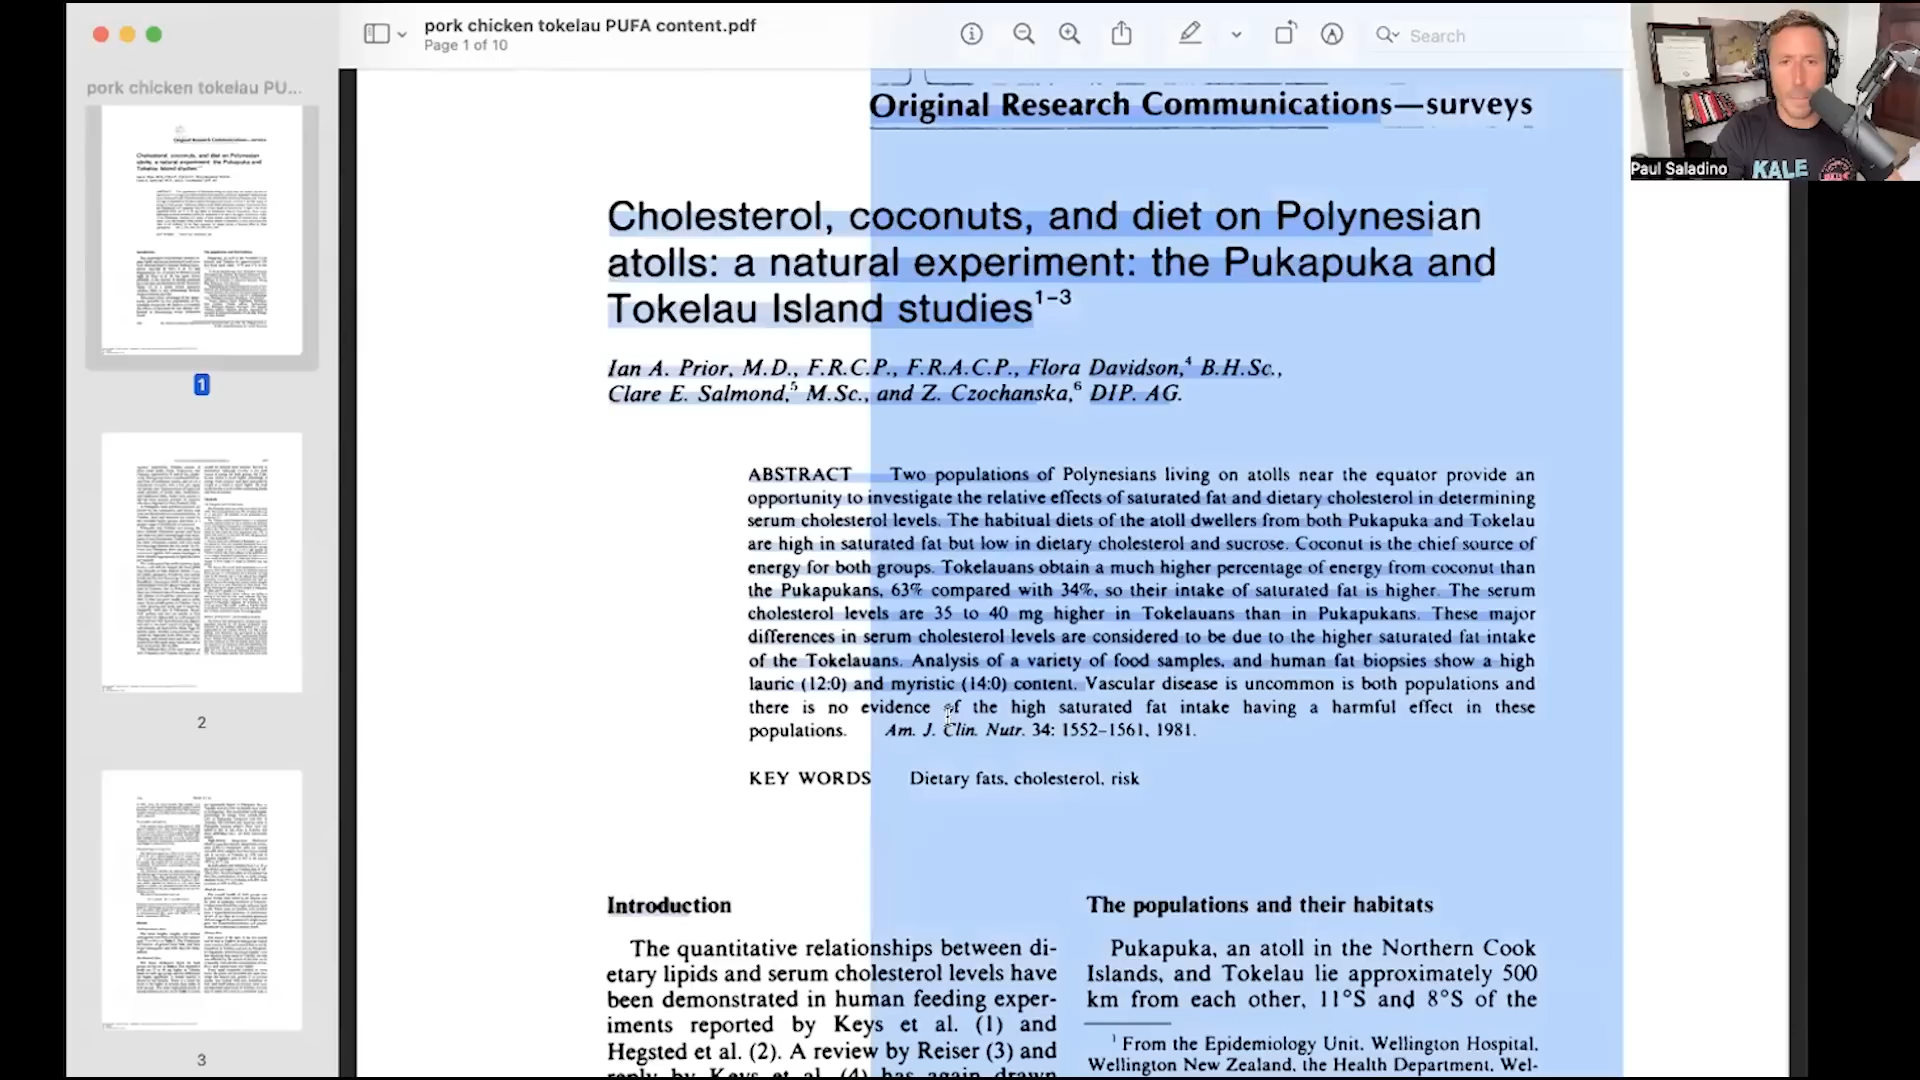 pork chicken tokelau PUFA content.pdf
Page 1 of 10
Search
pork chicken tokelau PU...
1
2
3
Paul Saladino
KALE
Original Research Communications—surveys
Cholesterol, coconuts, and diet on Polynesian
atolls: a natural experiment: the Pukapuka and
Tokelau Island studies1-3
Ian A. Prior, M.D., F.R.C.P., F.R.A.C.P., Flora Davidson,4 B.H.Sc.,
Clare E. Salmond,5 M.Sc., and Z. Czochanska,6 DIP. AG.
ABSTRACT Two populations of Polynesians living on atolls near the equator provide an
opportunity to investigate the relative effects of saturated fat and dietary cholesterol in determining
serum cholesterol levels. The habitual diets of the atoll dwellers from both Pukapuka and Tokelau
are high in saturated fat but low in dietary cholesterol and sucrose. Coconut is the chief source of
energy for both groups. Tokelauans obtain a much higher percentage of energy from coconut than
the Pukapukans, 63% compared with 34%, so their intake of saturated fat is higher. The serum
cholesterol levels are 35 to 40 mg higher in Tokelauans than in Pukapukans. These major
differences in serum cholesterol levels are considered to be due to the higher saturated fat intake
of the Tokelauans. Analysis of a variety of food samples, and human fat biopsies show a high
lauric (12:0) and myristic (14:0) content. Vascular disease is uncommon is both populations and
there is no evidence of the high saturated fat intake having a harmful effect in these
populations. Am. J. Clin. Nutr. 34: 1552-1561, 1981.
KEY WORDS Dietary fats, cholesterol, risk
Introduction
The quantitative relationships between di-
etary lipids and serum cholesterol levels have
been demonstrated in human feeding exper-
iments reported by Keys et al. (1) and
Hegsted et al. (2). A review by Reiser (3) and
reply by Keys et al. (4) has again drawn
The populations and their habitats
Pukapuka, an atoll in the Northern Cook
Islands, and Tokelau lie approximately 500
km from each other, 11°S and 8°S of the
1 From the Epidemiology Unit, Wellington Hospital,
Wellington New Zealand, the Health Department, Wel-